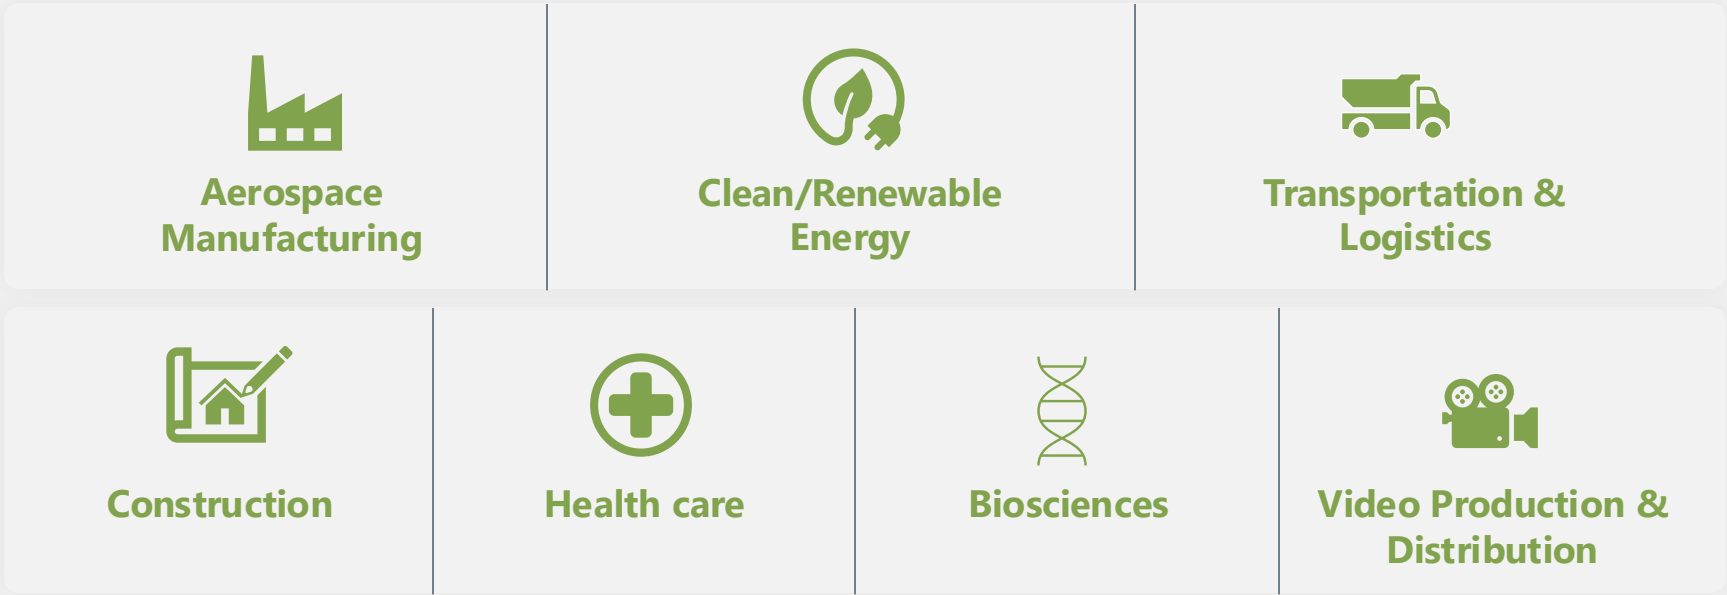 Aerospace
Manufacturing
Clean/Renewable
Energy
Transportation &
Logistics
Construction
Health care
Biosciences
Video Production &
Distribution